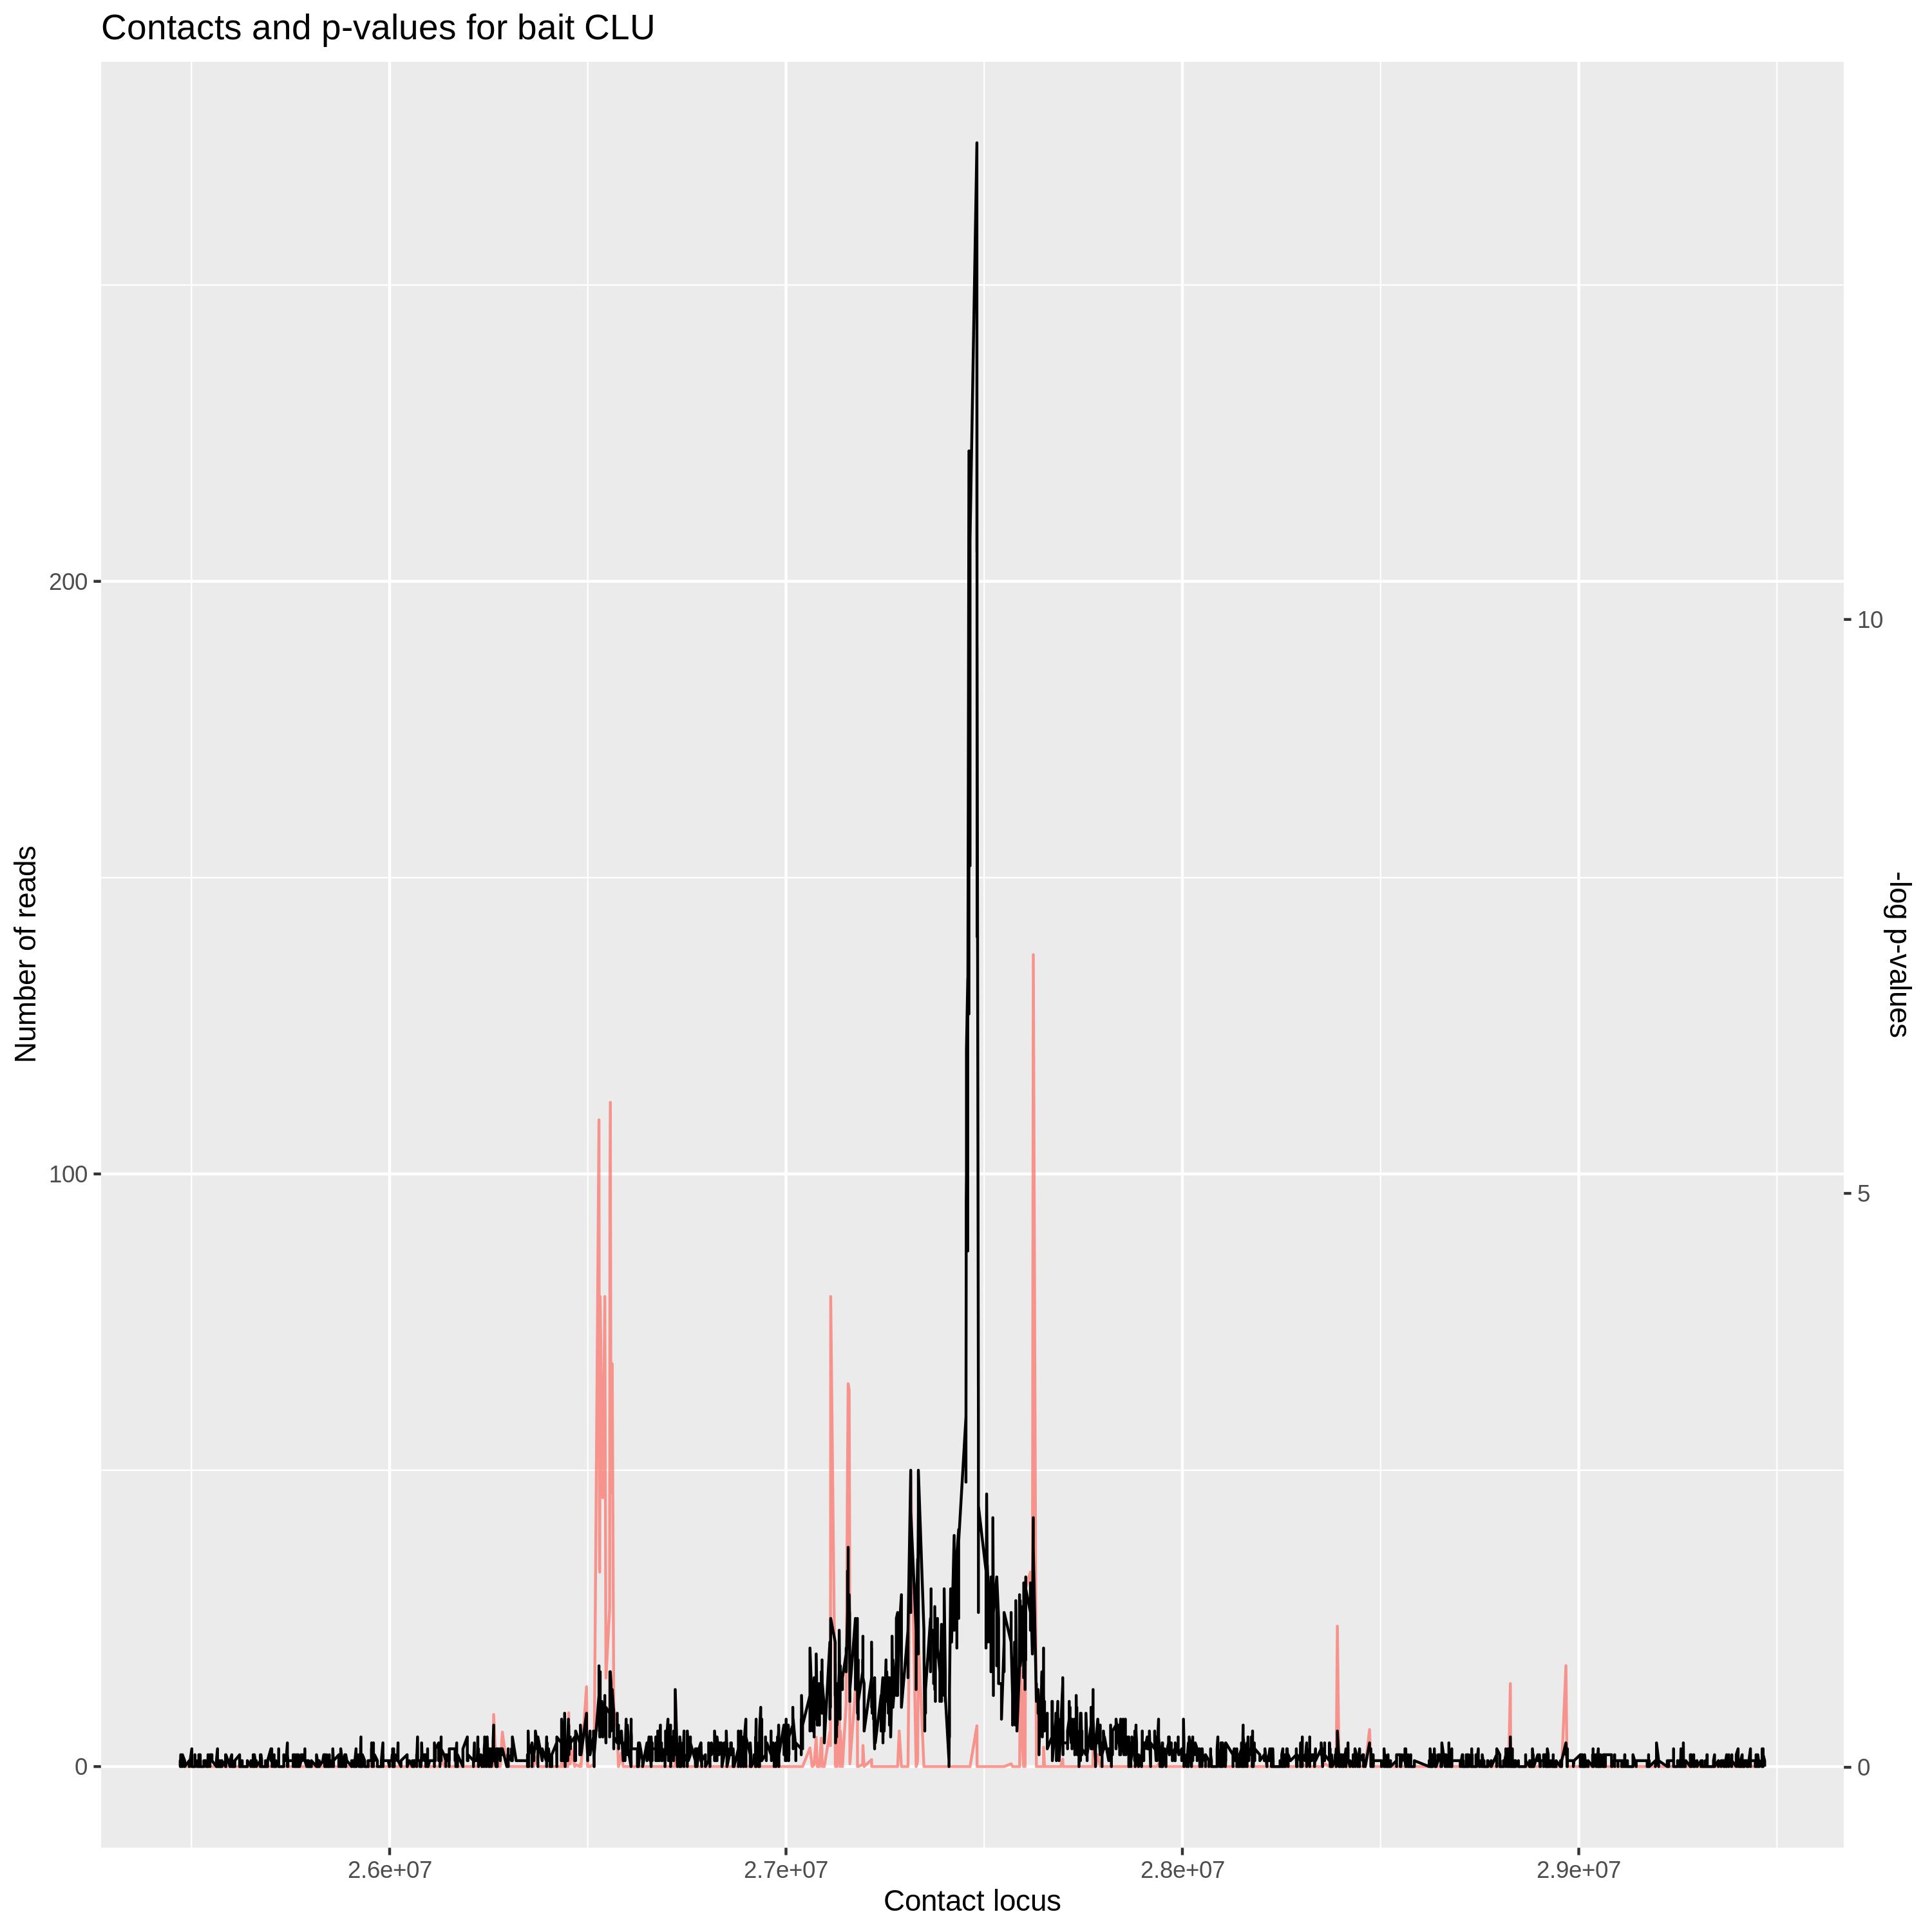 Contacts and p-values for bait CLU
Number of reads
200
100
0
10
5
0
-log p-values
2.6e+07
2.7e+07
2.8e+07
2.9e+07
Contact locus